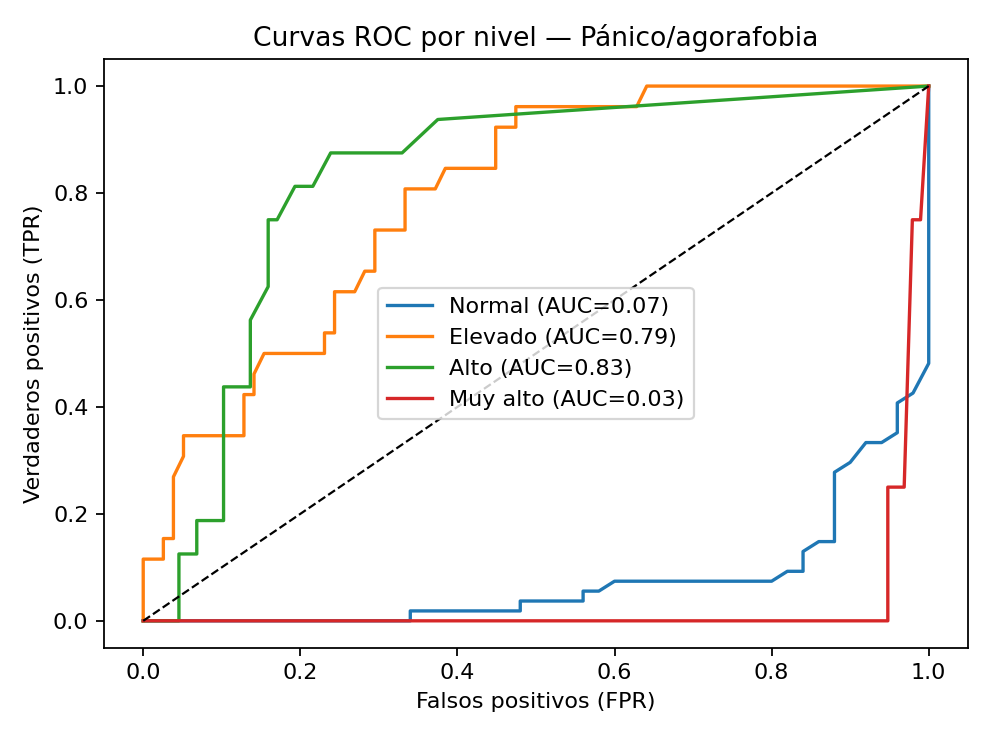 Curvas ROC por nivel — Pánico/agorafobia
Verdaderos positivos (TPR)
1.0
0.8
0.6
0.4
0.2
0.0
Normal (AUC=0.07)
Elevado (AUC=0.79)
Alto (AUC=0.83)
Muy alto (AUC=0.03)
0.0 0.2 0.4 0.6 0.8 1.0
Falsos positivos (FPR)